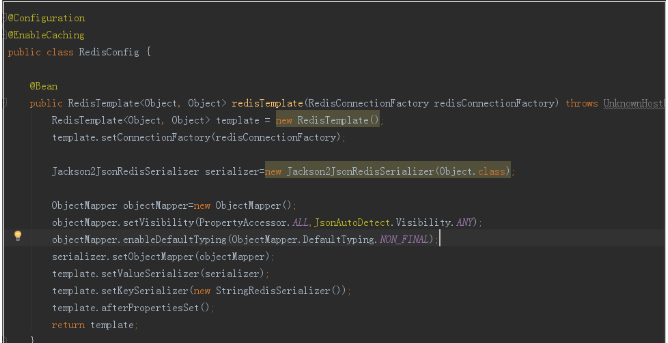 @Configuration
@EnableCaching
public class RedisConfig {
@Bean
public RedisTemplate<Object, Object> redisTemplate(RedisConnectionFactory redisConnectionFactory) throws UnknownHost
RedisTemplate<Object, Object> template = new RedisTemplate();
template.setConnectionFactory(redisConnectionFactory);
Jackson2JsonRedisSerializer serializer=new Jackson2JsonRedisSerializer(Object.class);
ObjectMapper objectMapper=new ObjectMapper();
objectMapper.setVisibility(PropertyAccessor.ALL,JsonAutoDetect.Visibility.ANY);
objectMapper.enableDefaultTyping(ObjectMapper.DefaultTyping.NON_FINAL);
serializer.setObjectMapper(objectMapper);
template.setValueSerializer(serializer);
template.setKeySerializer(new StringRedisSerializer());
template.afterPropertiesSet();
return template;
}